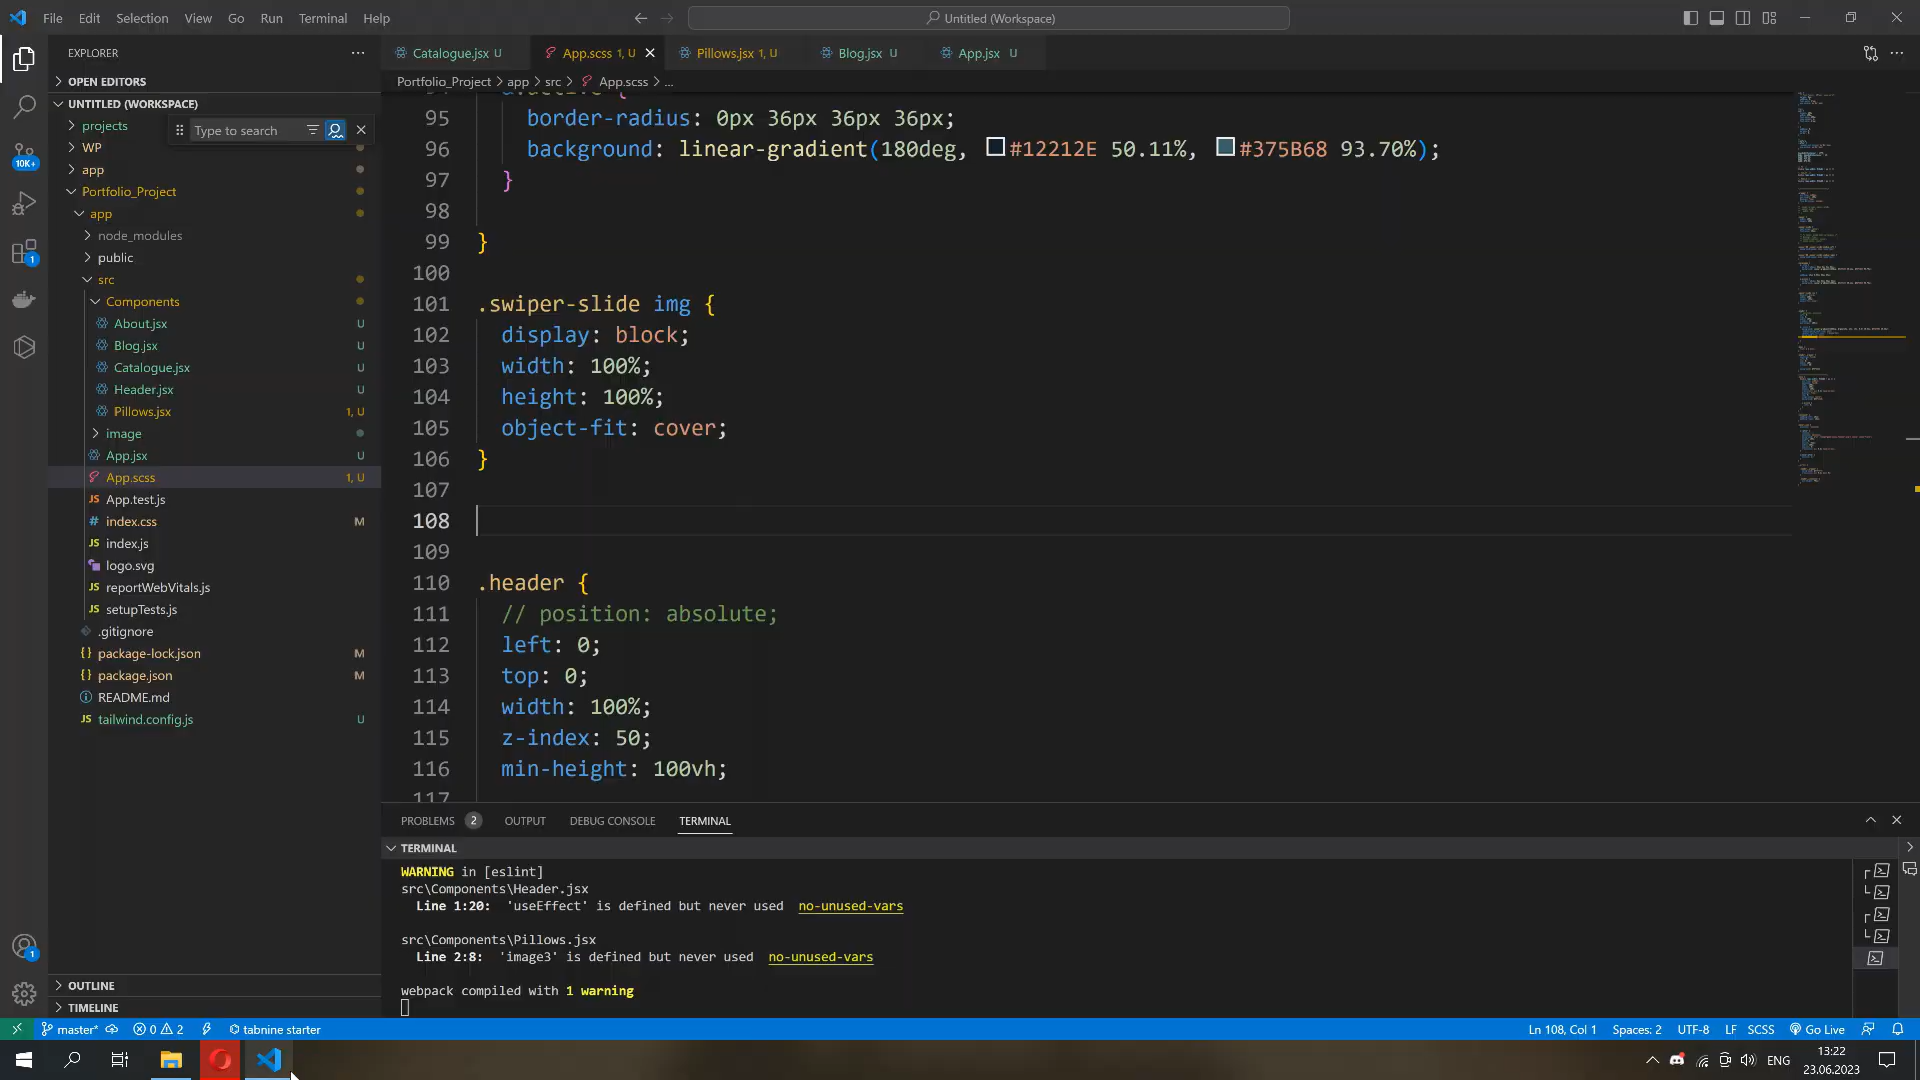 File Edit Selection View Go Run Terminal Help
Untitled (Workspace)
EXPLORER
OPEN EDITORS
UNTITLED (WORKSPACE)
projects
Type to search
WP
app
Portfolio_Project
app
node_modules
public
src
Components
About.jsx U
Blog.jsx U
Catalogue.jsx U
Header.jsx U
Pillows.jsx 1, U
image
App.jsx U
App.scss 1, U
App.test.js
index.css M
index.js
logo.svg
reportWebVitals.js
setupTests.js
.gitignore
package-lock.json M
package.json M
README.md
tailwind.config.js U
OUTLINE
TIMELINE
10K+
1
1
Catalogue.jsx U App.scss 1, U Pillows.jsx 1, U Blog.jsx U App.jsx U
Portfolio_Project > app > src > App.scss > ...
95 border-radius: 0px 36px 36px 36px;
96 background: linear-gradient(180deg, #12212E 50.11%, #375B68 93.70%);
97 }
98
99 }
100
101 .swiper-slide img {
102 display: block;
103 width: 100%;
104 height: 100%;
105 object-fit: cover;
106 }
107
108
109
110 .header {
111 // position: absolute;
112 left: 0;
113 top: 0;
114 width: 100%;
115 z-index: 50;
116 min-height: 100vh;
117
PROBLEMS 2 OUTPUT DEBUG CONSOLE TERMINAL
TERMINAL
WARNING in [eslint]
src\Components\Header.jsx
Line 1:20: 'useEffect' is defined but never used no-unused-vars
src\Components\Pillows.jsx
Line 2:8: 'image3' is defined but never used no-unused-vars
webpack compiled with 1 warning
master* 0 2 tabnine starter Ln 108, Col 1 Spaces: 2 UTF-8 LF SCSS Go Live
ENG 13:22
23.06.2023